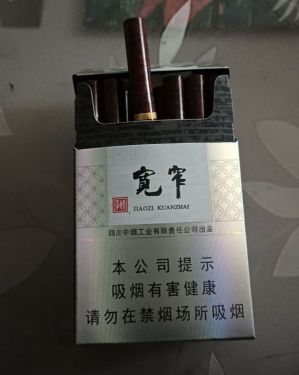 宽窄
JIAOZI KUANZHAI
四川中烟工业有限责任公司出品
本公司提示
吸烟有害健康
请勿在禁烟场所吸烟